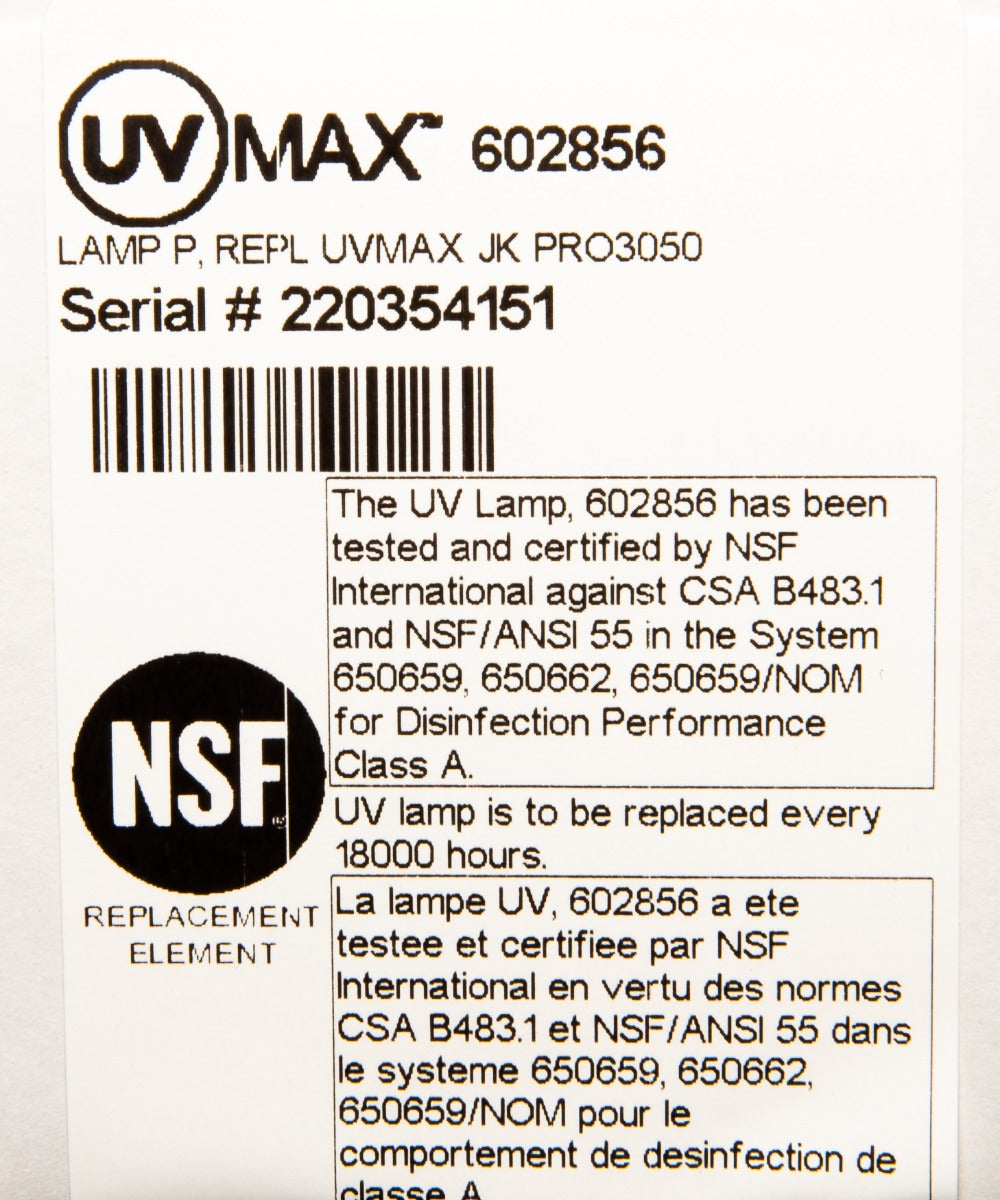 UVMAX™ 602856
LAMP P, REPL UVMAX JK PRO3050
Serial # 220354151
The UV Lamp, 602856 has been
tested and certified by NSF
International against CSA B483.1
and NSF/ANSI 55 in the System
650659, 650662, 650659/NOM
for Disinfection Performance
Class A.
UV lamp is to be replaced every
18000 hours.
NSF®
REPLACEMENT
ELEMENT
La lampe UV, 602856 a ete
testee et certifiee par NSF
International en vertu des normes
CSA B483.1 et NSF/ANSI 55 dans
le systeme 650659, 650662,
650659/NOM pour le
comportement de desinfection de
classe A